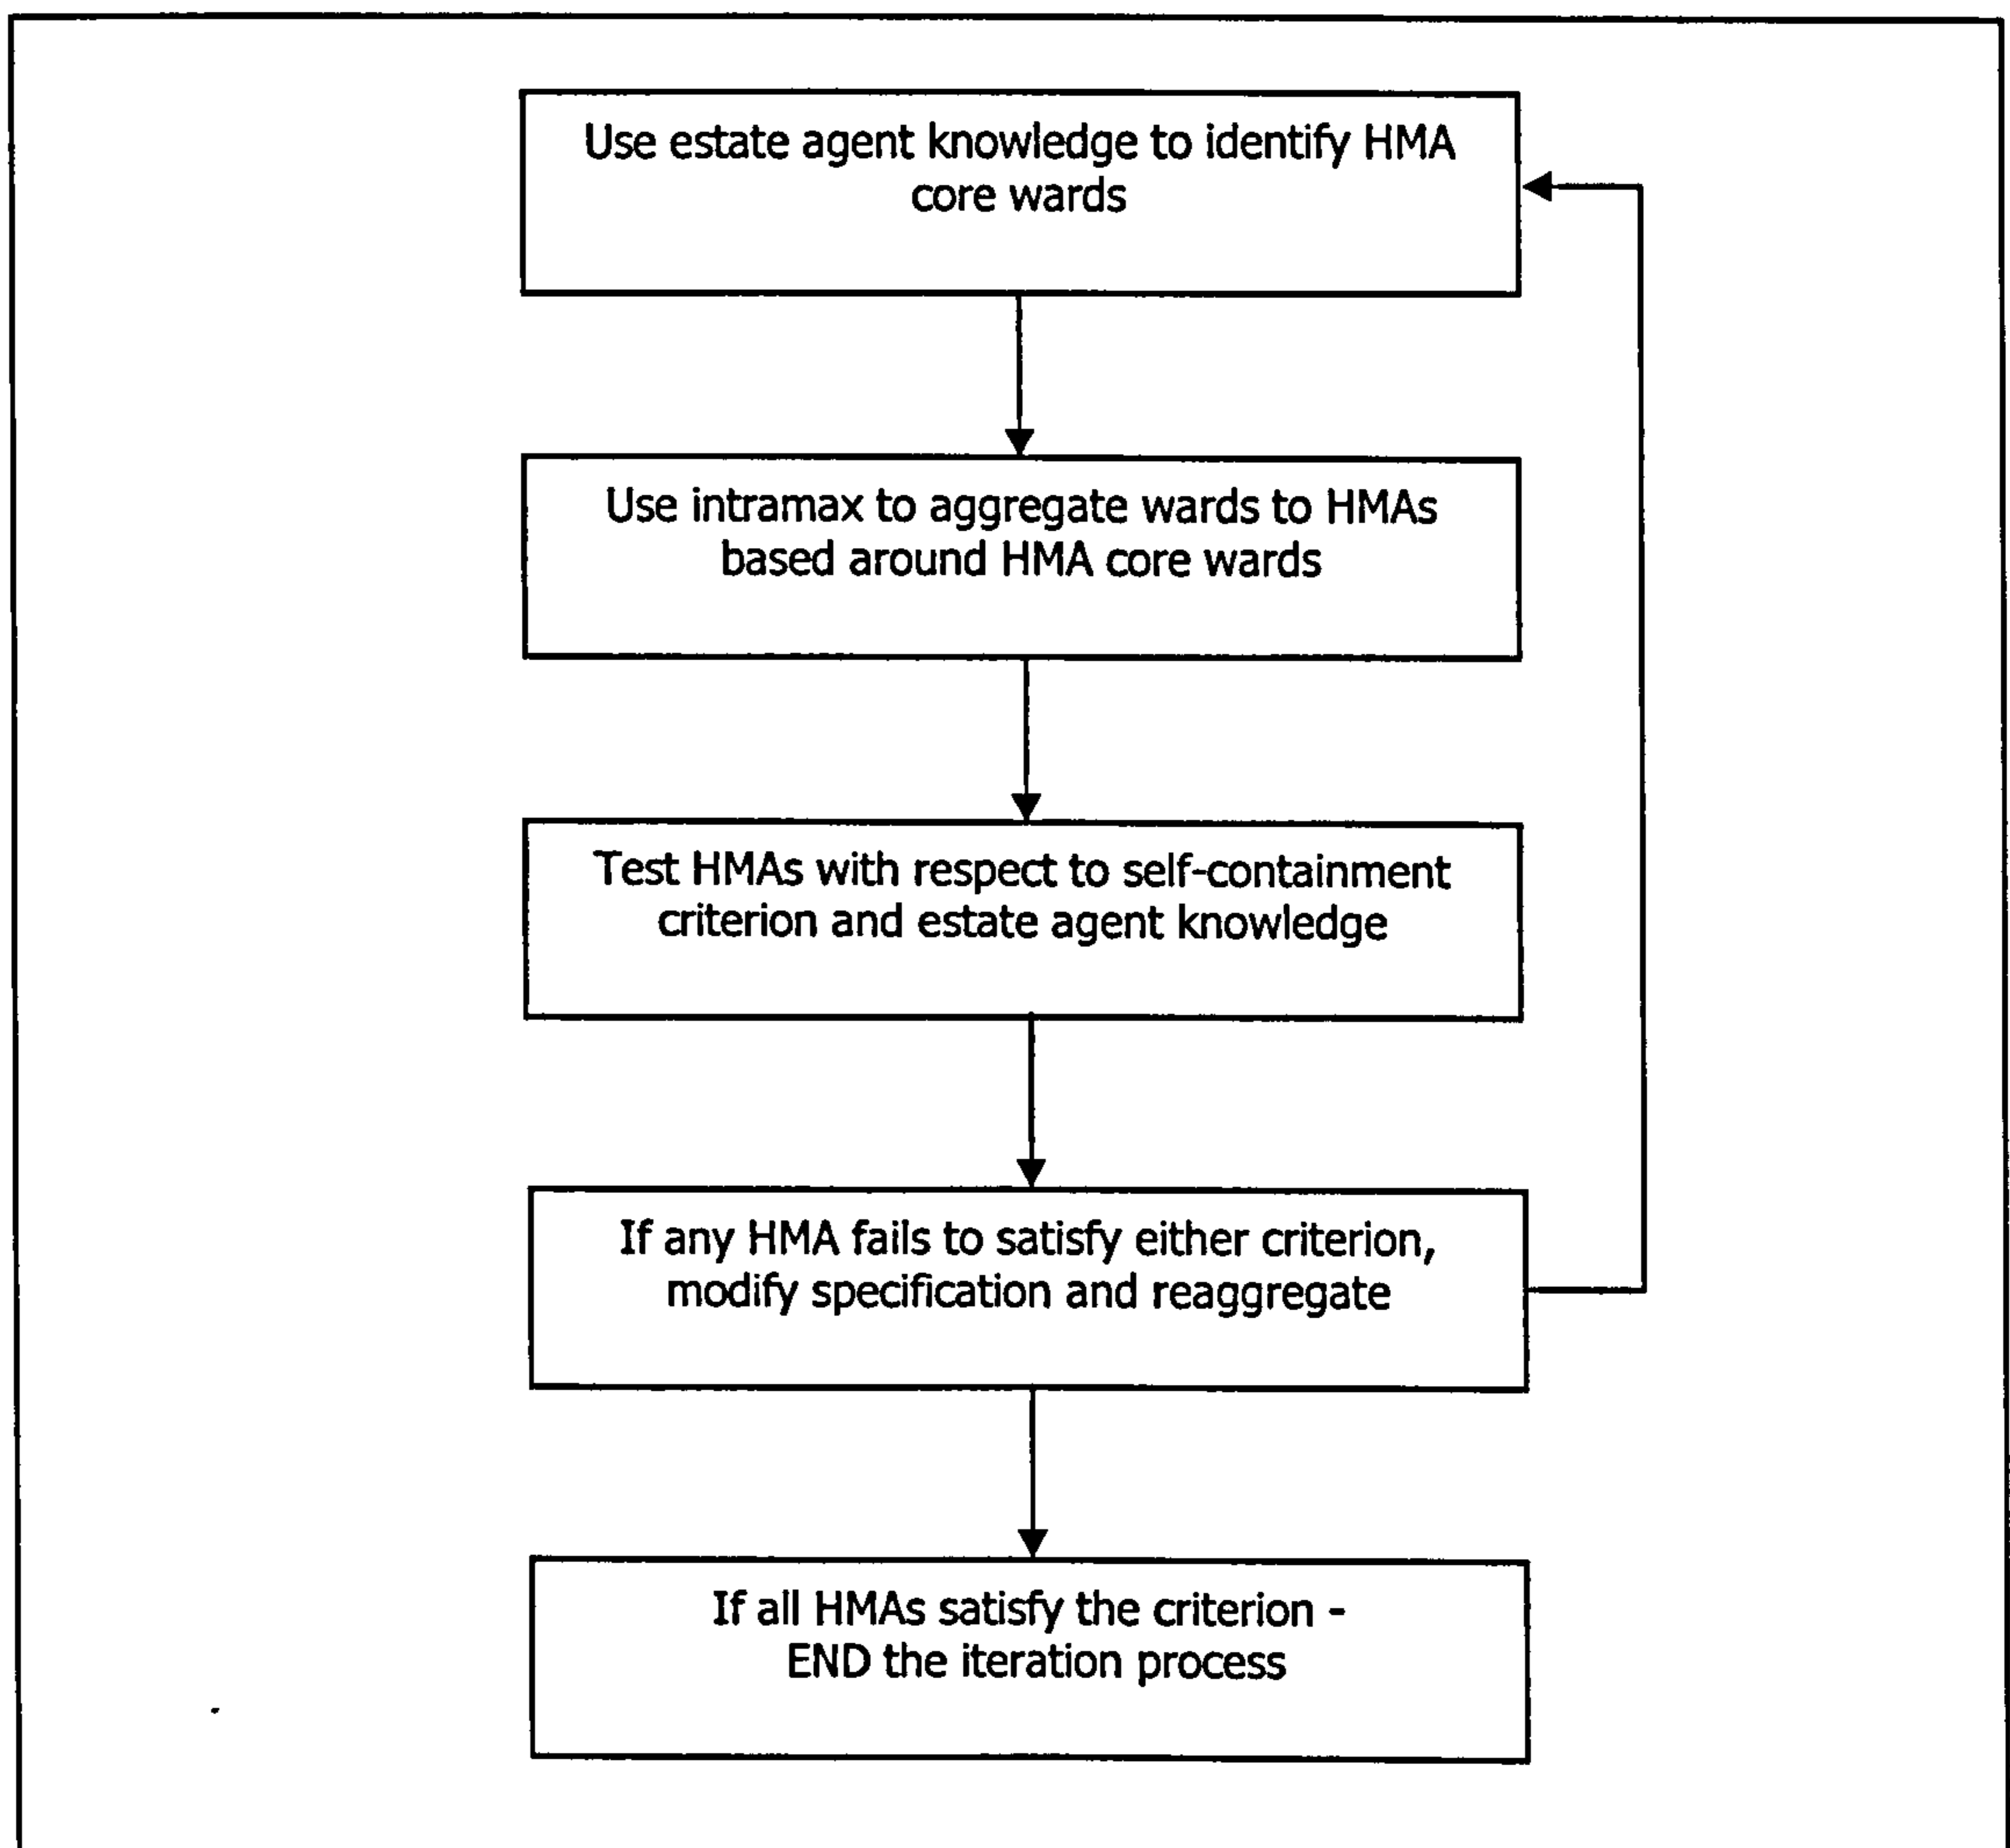 Use estate agent knowledge to identify HMA
core wards
Use intramax to aggregate wards to HMAs
based around HMA core wards
Test HMAs with respect to self-containment
criterion and estate agent knowledge
If any HMA fails to satisfy either criterion,
modify specification and reaggregate
If all HMAs satisfy the criterion -
END the iteration process